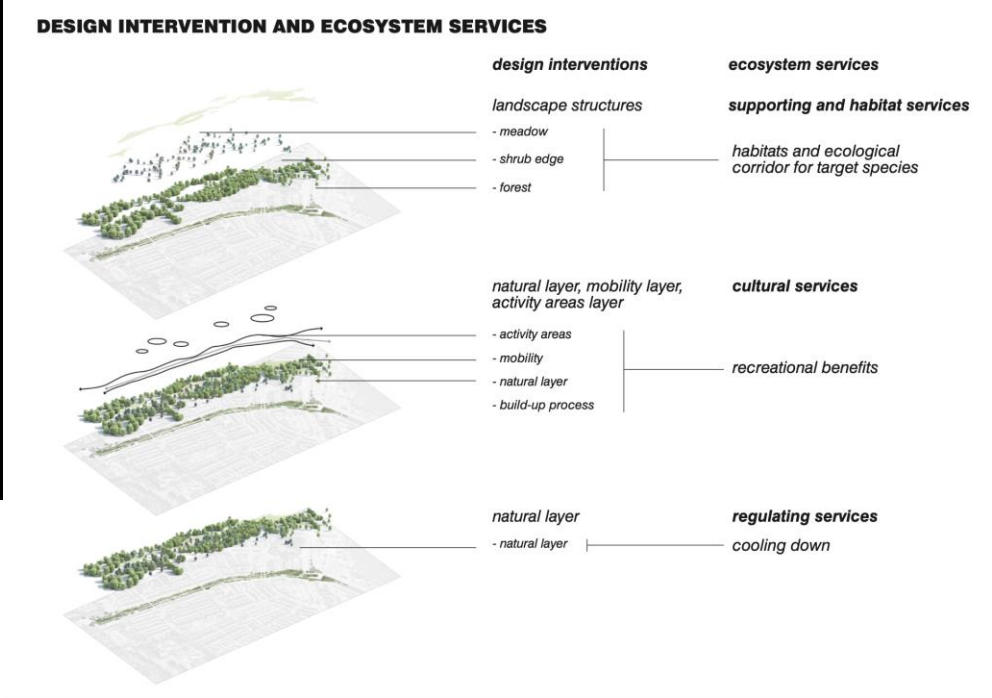 DESIGN INTERVENTION AND ECOSYSTEM SERVICES
design interventions
ecosystem services
landscape structures
supporting and habitat services
- meadow
- shrub edge
- forest
habitats and ecological
corridor for target species
natural layer, mobility layer,
activity areas layer
cultural services
- activity areas
- mobility
- natural layer
- build-up process
recreational benefits
natural layer
regulating services
- natural layer
cooling down